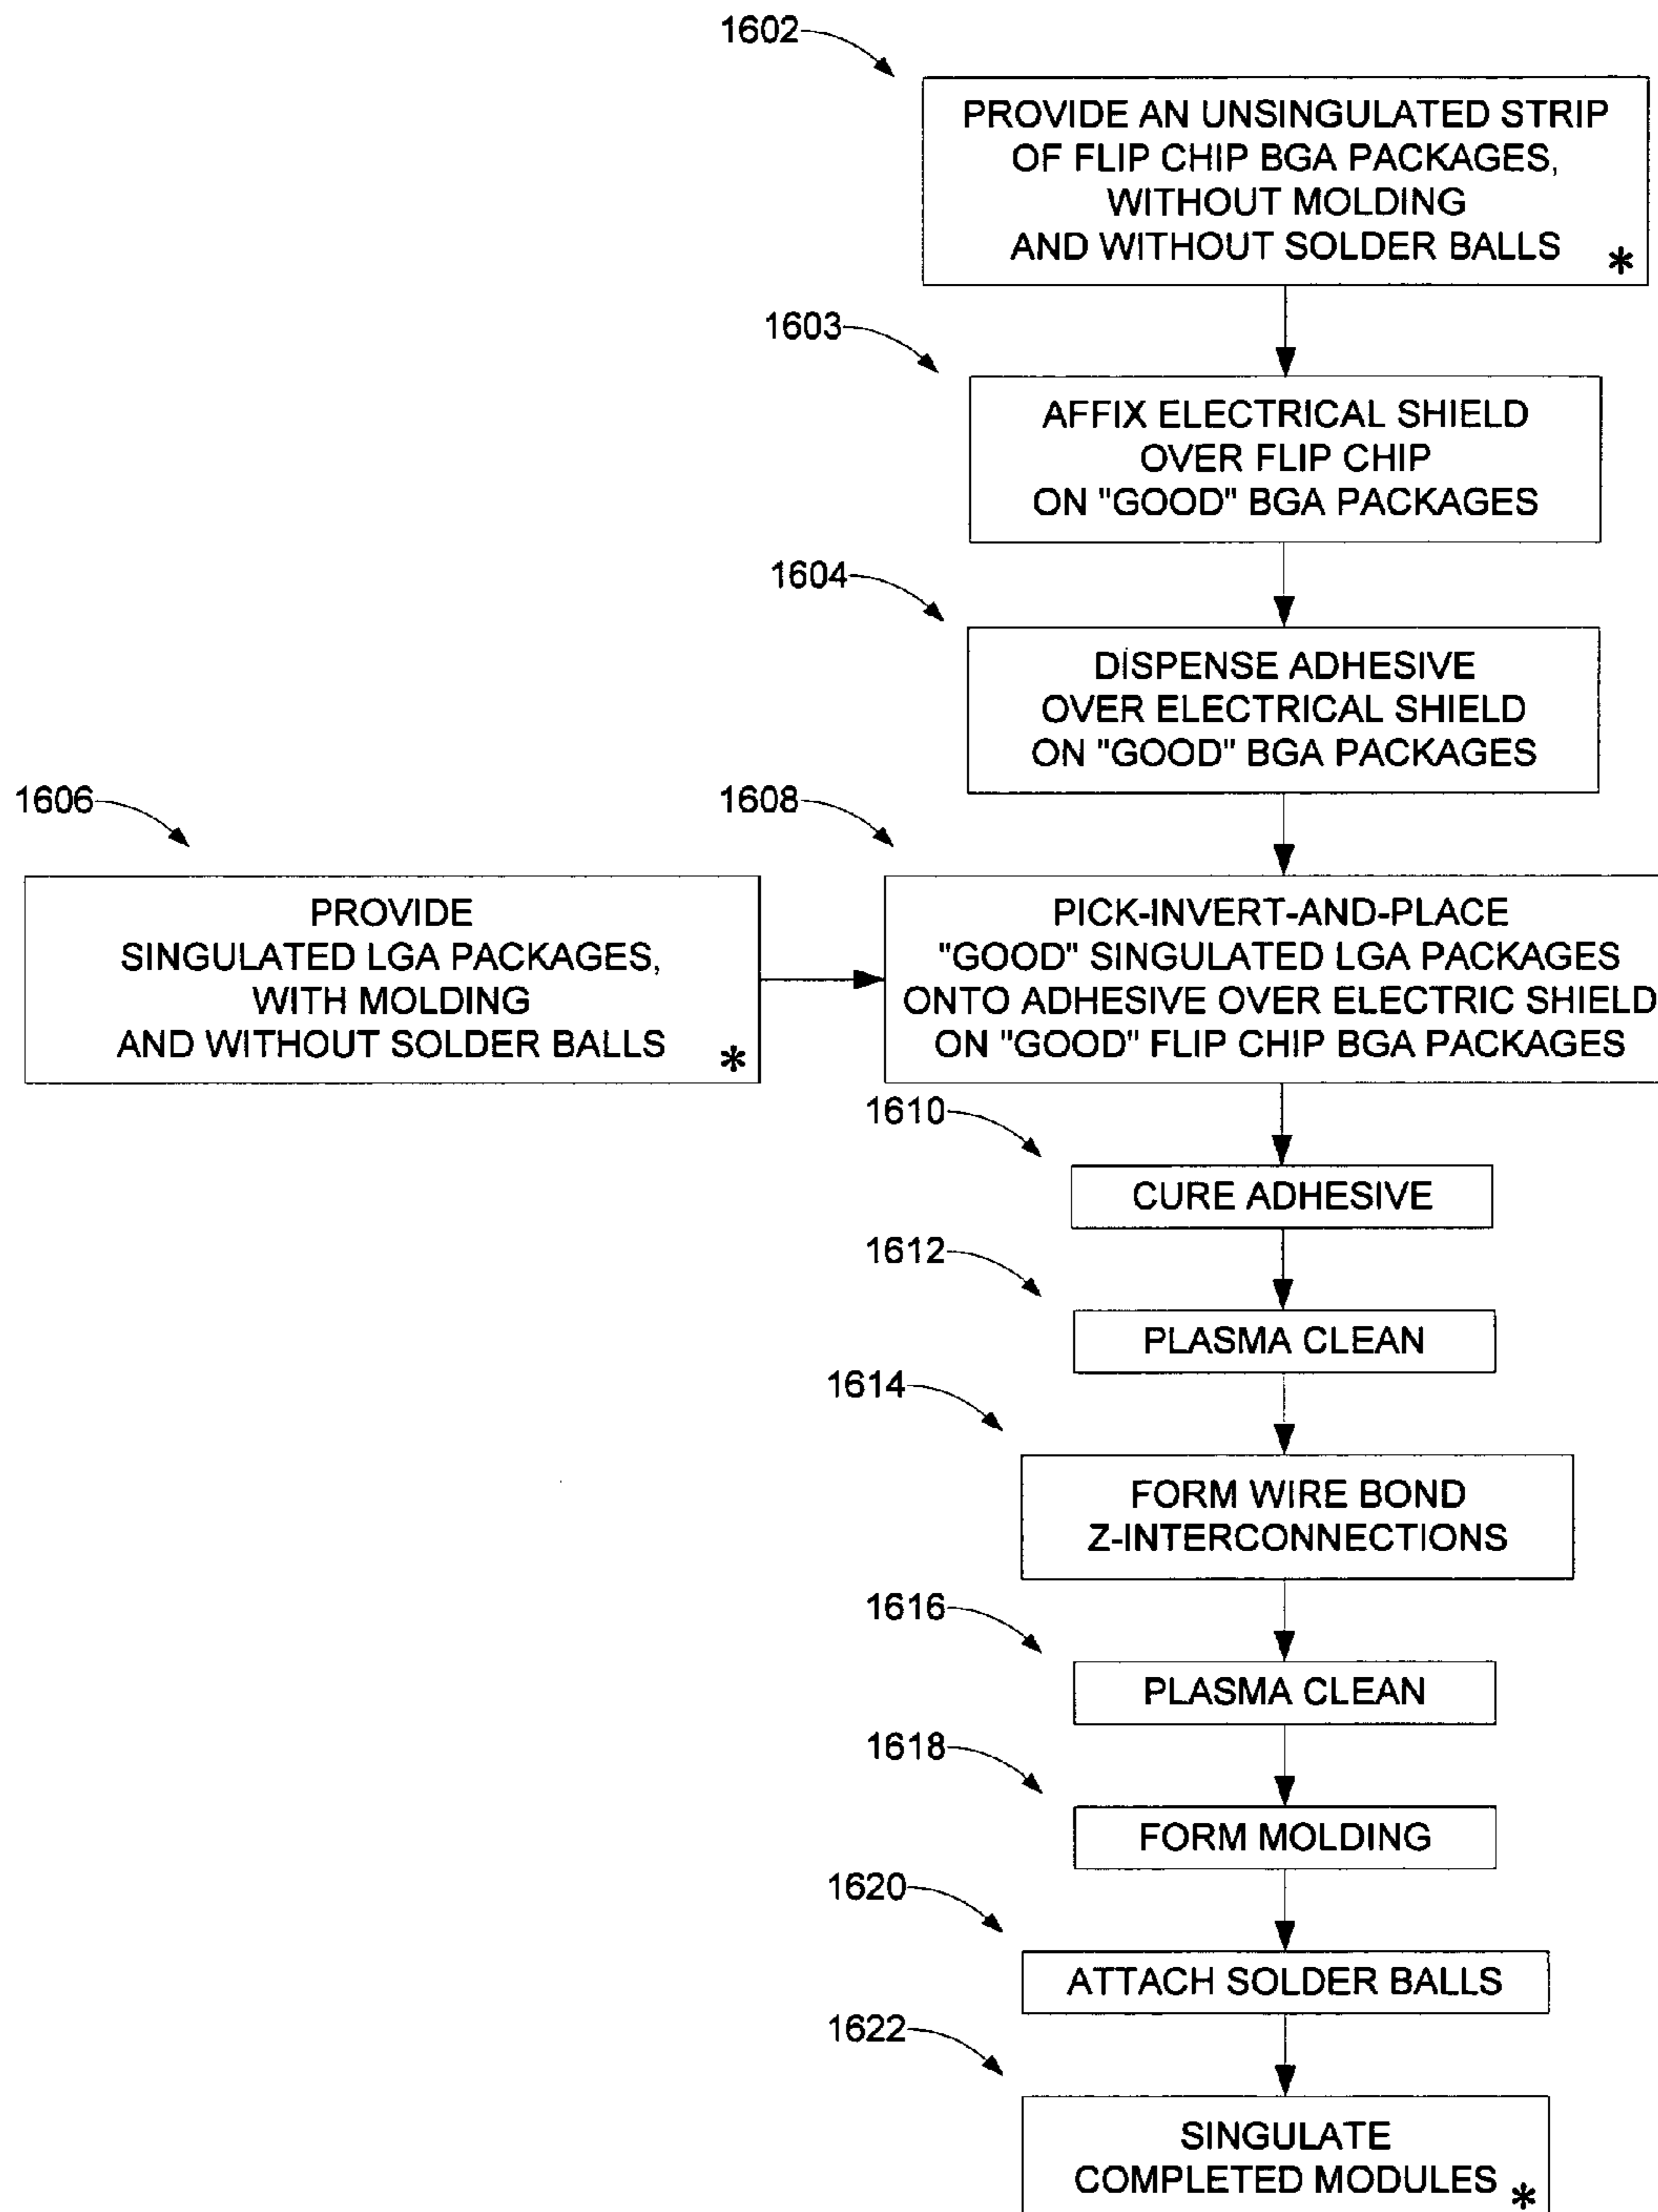 1602
PROVIDE AN UNSINGULATED STRIP
OF FLIP CHIP BGA PACKAGES,
WITHOUT MOLDING
AND WITHOUT SOLDER BALLS *
1603
AFFIX ELECTRICAL SHIELD
OVER FLIP CHIP
ON "GOOD" BGA PACKAGES
1604
DISPENSE ADHESIVE
OVER ELECTRICAL SHIELD
ON "GOOD" BGA PACKAGES
1606
PROVIDE
SINGULATED LGA PACKAGES,
WITH MOLDING
AND WITHOUT SOLDER BALLS *
1608
PICK-INVERT-AND-PLACE
"GOOD" SINGULATED LGA PACKAGES
ONTO ADHESIVE OVER ELECTRIC SHIELD
ON "GOOD" FLIP CHIP BGA PACKAGES
1610
CURE ADHESIVE
1612
PLASMA CLEAN
1614
FORM WIRE BOND
Z-INTERCONNECTIONS
1616
PLASMA CLEAN
1618
FORM MOLDING
1620
ATTACH SOLDER BALLS
1622
SINGULATE
COMPLETED MODULES *